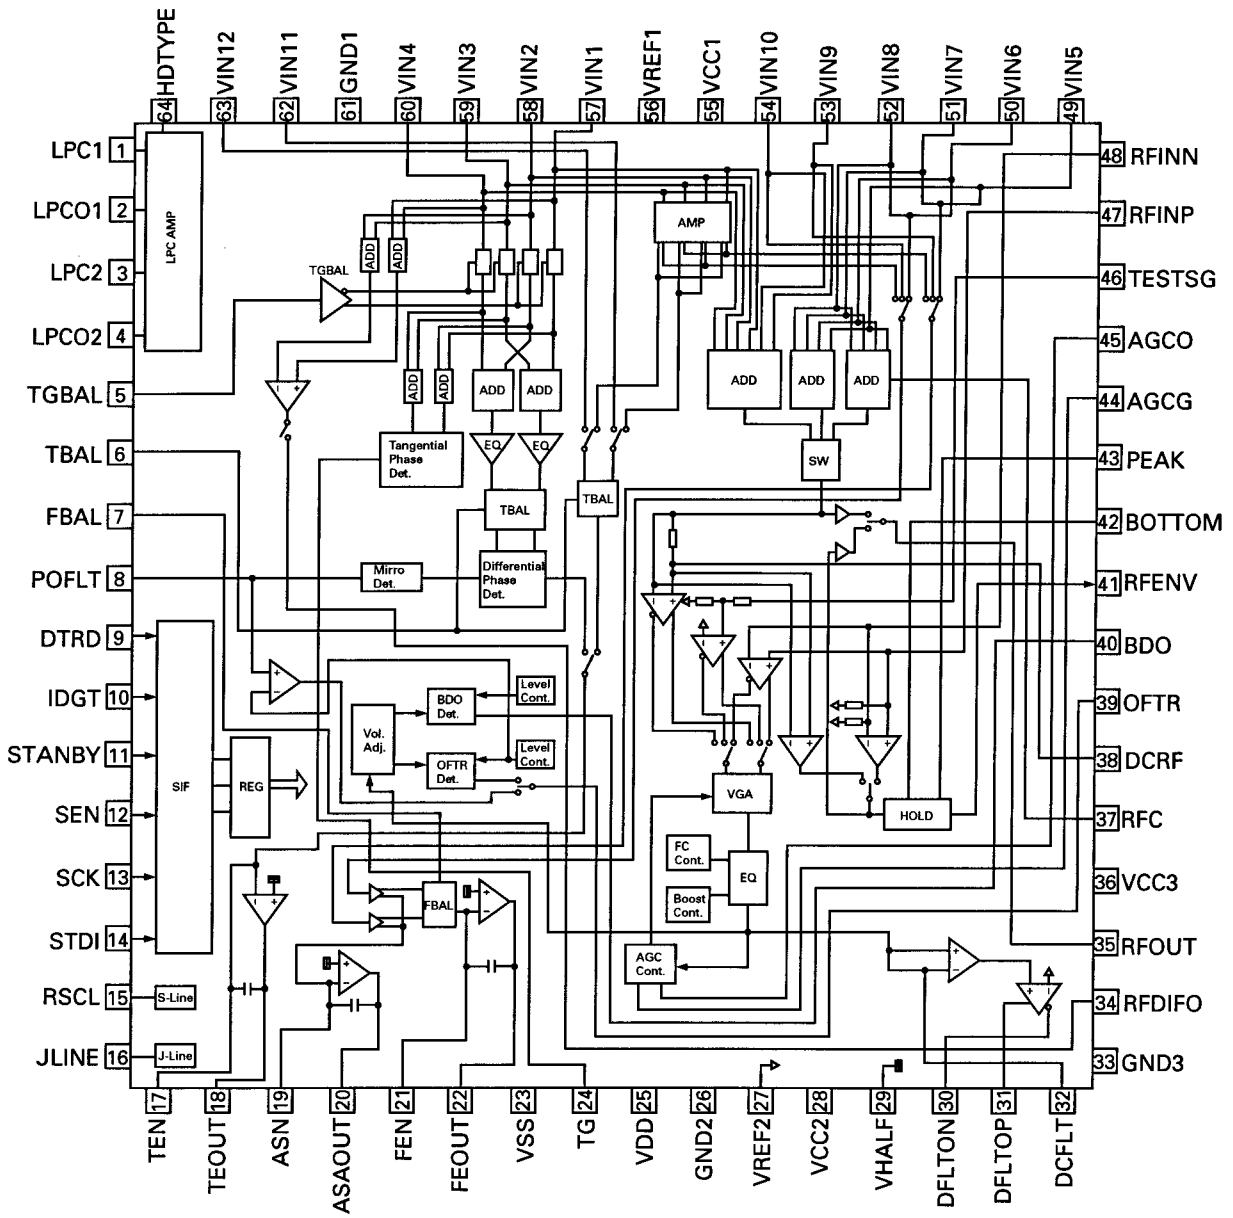 64 HDTYPE
63 VIN12
62 VIN11
61 GND1
60 VIN4
59 VIN3
58 VIN2
57 VIN1
56 VREF1
55 VCC1
54 VIN10
53 VIN9
52 VIN8
51 VIN7
50 VIN6
49 VIN5
LPC1 1
LPCO1 2
LPC2 3
LPCO2 4
TGBAL 5
TBAL 6
FBAL 7
POFLT 8
DTRD 9
IDGT 10
STANBY 11
SEN 12
SCK 13
STDI 14
RSCL 15
JLINE 16
48 RFINN
47 RFINP
46 TESTSG
45 AGCO
44 AGCG
43 PEAK
42 BOTTOM
41 RFENV
40 BDO
39 OFTR
38 DCRF
37 RFC
36 VCC3
35 RFOUT
34 RFDIFO
33 GND3
LPC AMP
AMP
ADD
ADD
TGBAL
ADD
ADD
ADD
ADD
ADD
ADD
ADD
- +
EQ
EQ
Tangential
Phase
Det.
SW
TBAL
TBAL
Mirro
Det.
Differential
Phase
Det.
- +
- +
- +
+
-
Level
Cont.
BDO
Det.
Vol.
Adj.
Level
Cont.
OFTR
Det.
- +
- +
SIF
REG
VGA
HOLD
FC
Cont.
EQ
Boost
Cont.
- +
FBAL
+
-
AGC
Cont.
+
-
+
-
+ -
S-Line
J-Line
TEN 17
TEOUT 18
ASN 19
ASAOUT 20
FEN 21
FEOUT 22
VSS 23
TG 24
VDD 25
GND2 26
VREF2 27
VCC2 28
VHALF 29
DFLTON 30
DFLTOP 31
DCFLT 32